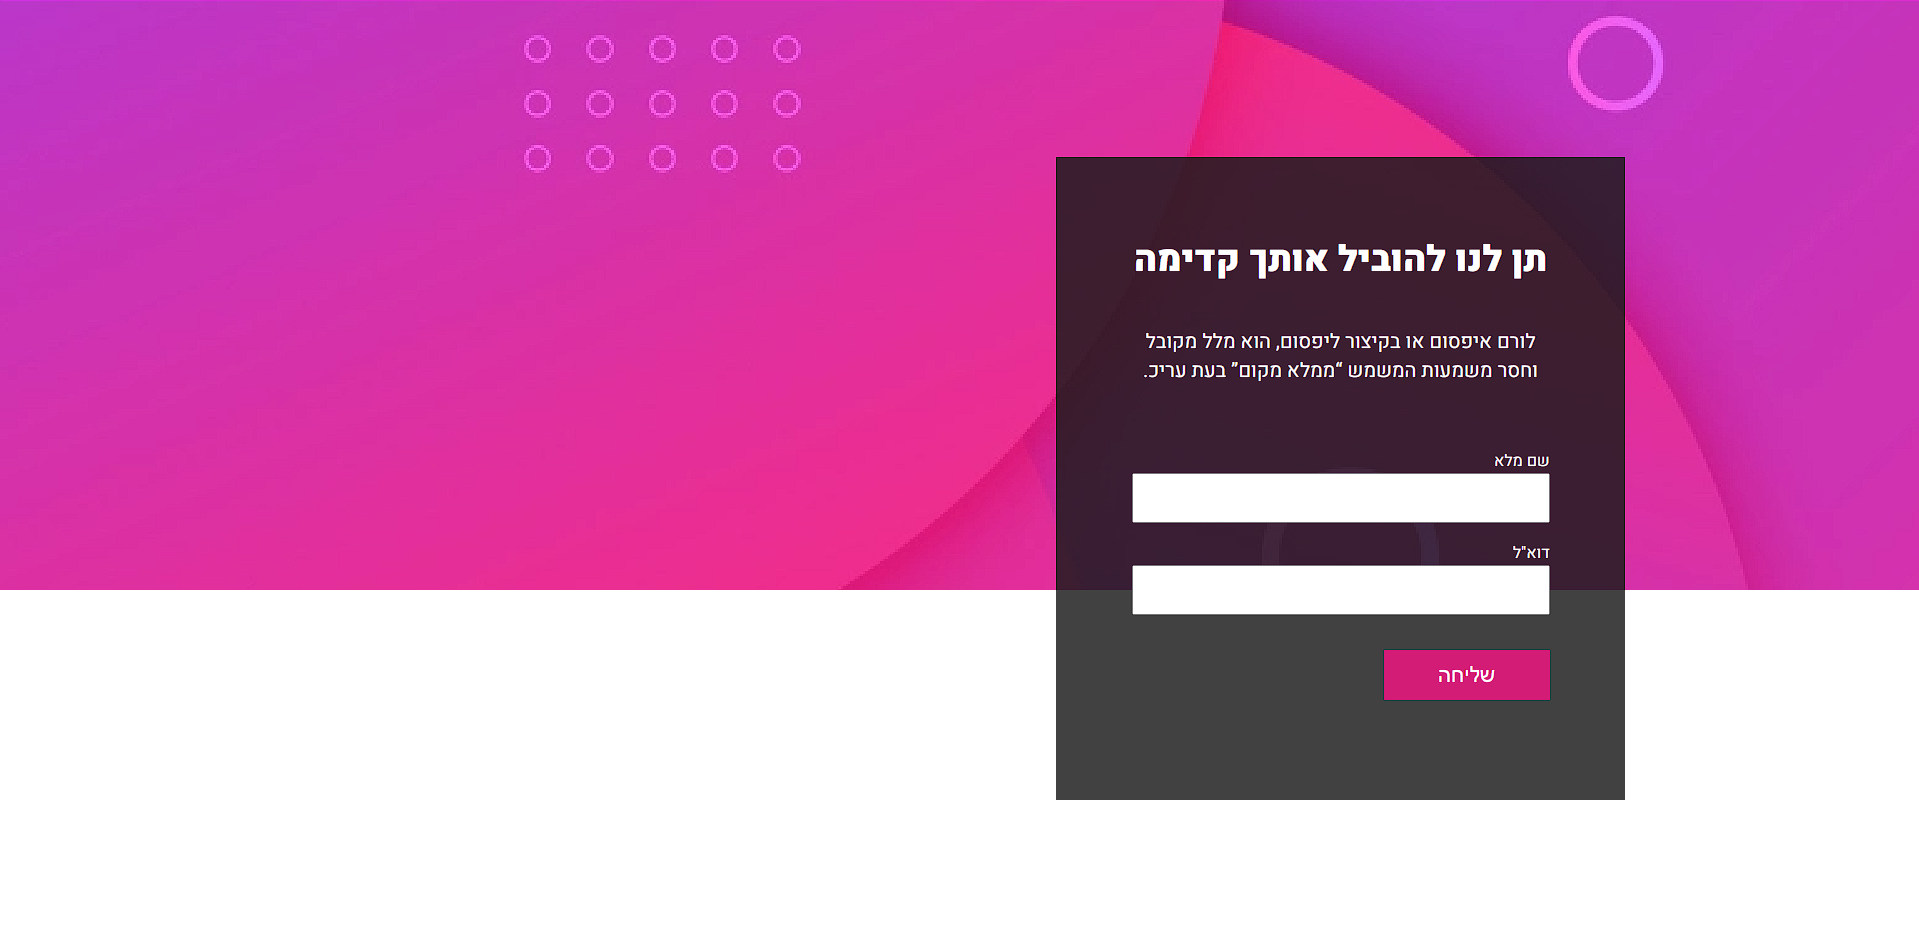 תן לנו להוביל אותך קדימה
לורם איפסום או בקיצור ליפסום, הוא מלל מקובל
וחסר משמעות המשמש “ממלא מקום” בעת עריכ.
שם מלא
דוא"ל
שליחה